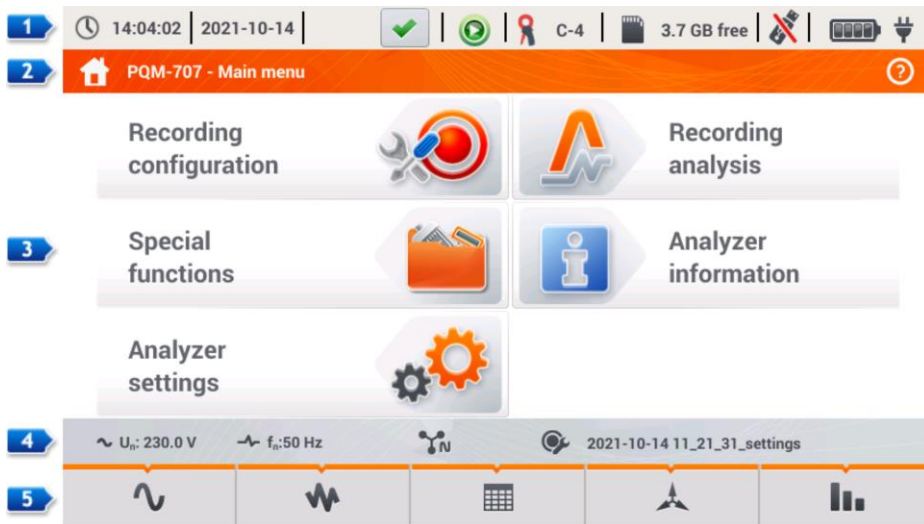 1 14:04:02 2021-10-14 C-4 3.7 GB free
2 PQM-707 - Main menu ?
Recording
configuration
Recording
analysis
3
Special
functions
Analyzer
information
Analyzer
settings
4 Uₙ: 230.0 V fₙ:50 Hz N 2021-10-14 11_21_31_settings
5